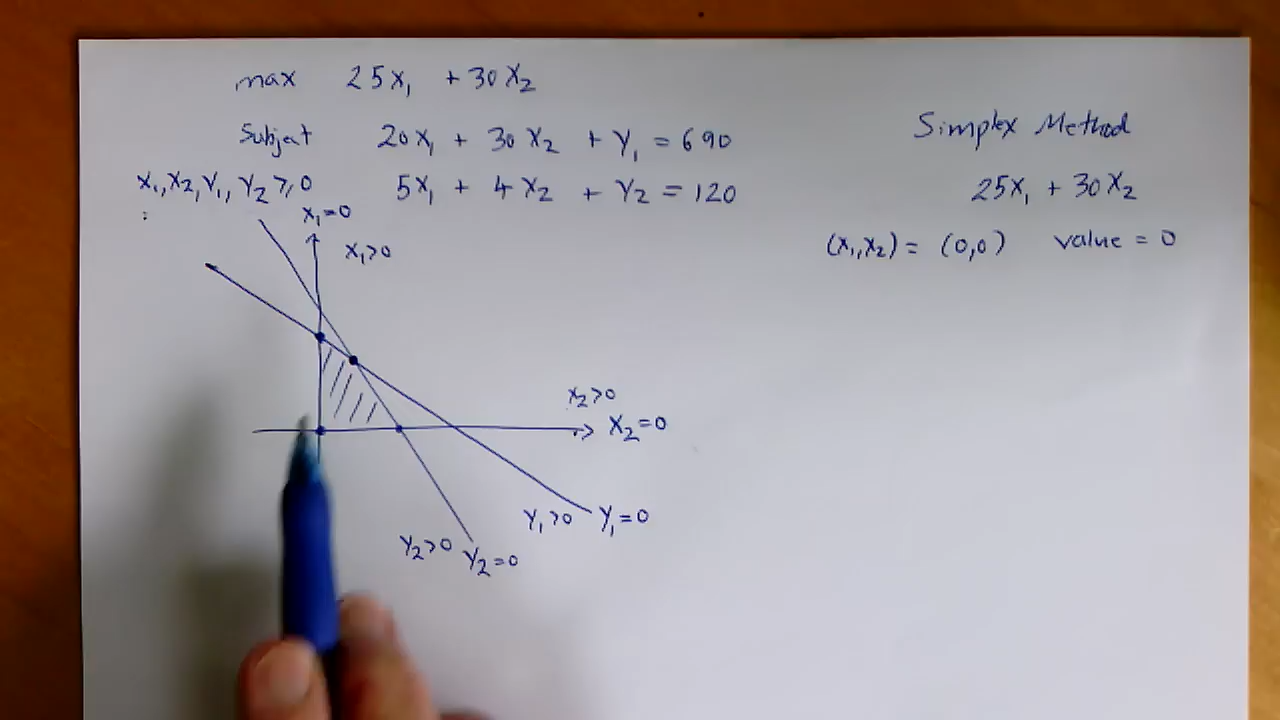 max 25x₁ + 30x₂
Subject 20x₁ + 30x₂ + y₁ = 690
x₁,x₂,y₁,y₂ ≥ 0 5x₁ + 4x₂ + y₂ = 120
x₁=0
x₁>0
x₂>0
x₂=0
y₁>0 y₁=0
y₂>0 y₂=0
Simplex Method
25x₁ + 30x₂
(x₁,x₂) = (0,0) value = 0